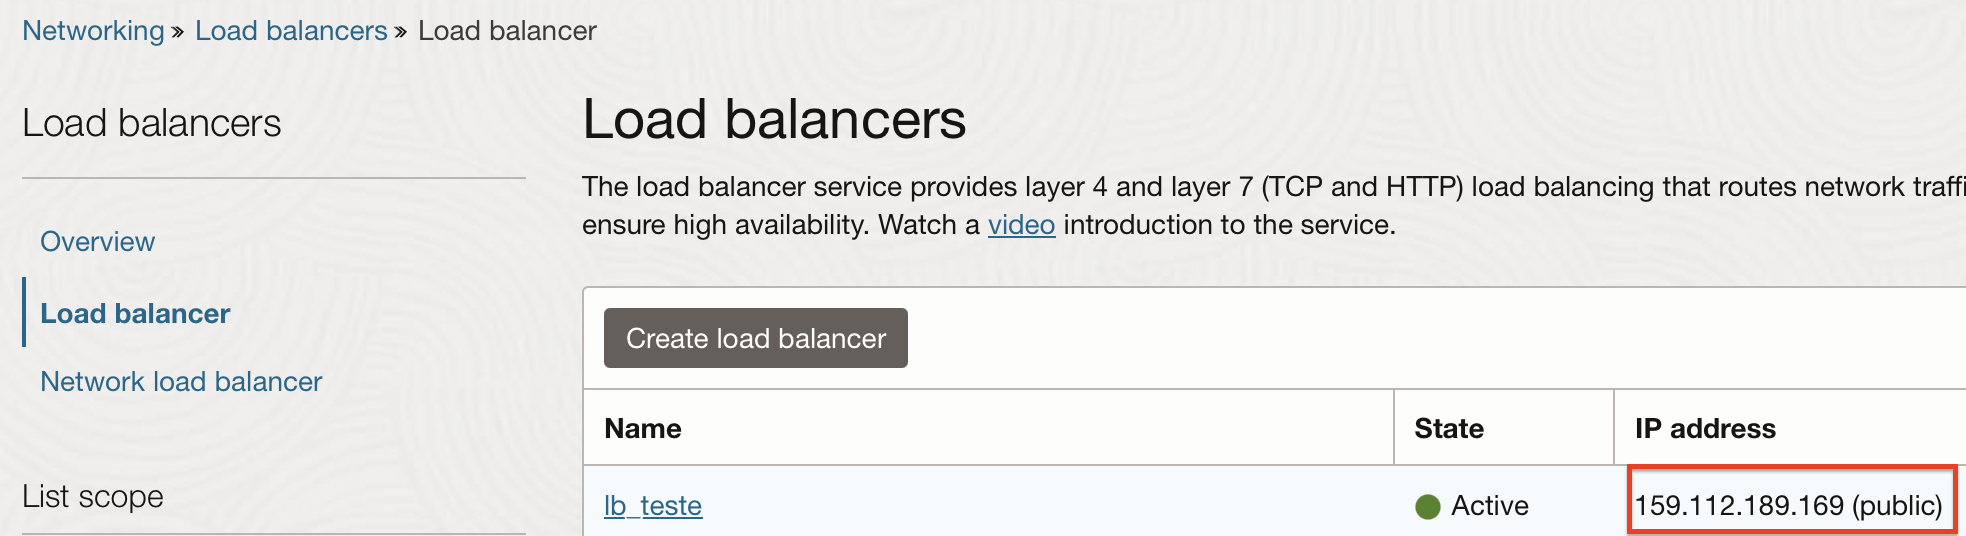 Networking » Load balancers » Load balancer
Load balancers
Overview
Load balancer
Network load balancer
List scope
Load balancers
The load balancer service provides layer 4 and layer 7 (TCP and HTTP) load balancing that routes network
ensure high availability. Watch a video introduction to the service.
Create load balancer
Name State IP address
lb_teste Active 159.112.189.169 (public)